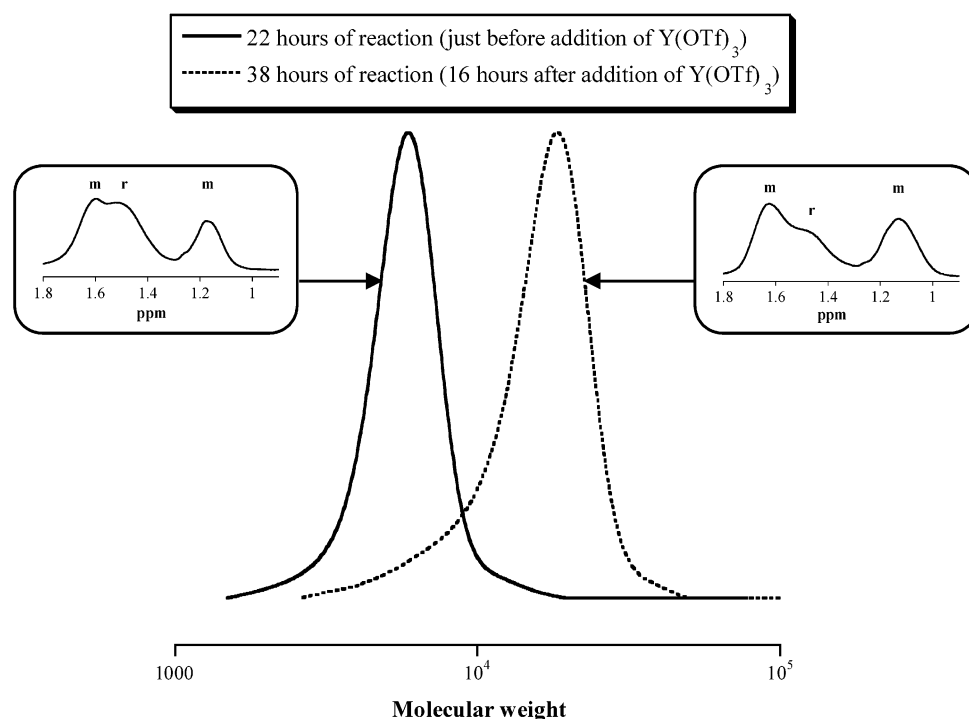 22 hours of reaction (just before addition of Y(OTf)3)
38 hours of reaction (16 hours after addition of Y(OTf)3)
m r m
1.8 1.6 1.4 1.2 1
ppm
m r m
1.8 1.6 1.4 1.2 1
ppm
1000 10^4 10^5
Molecular weight